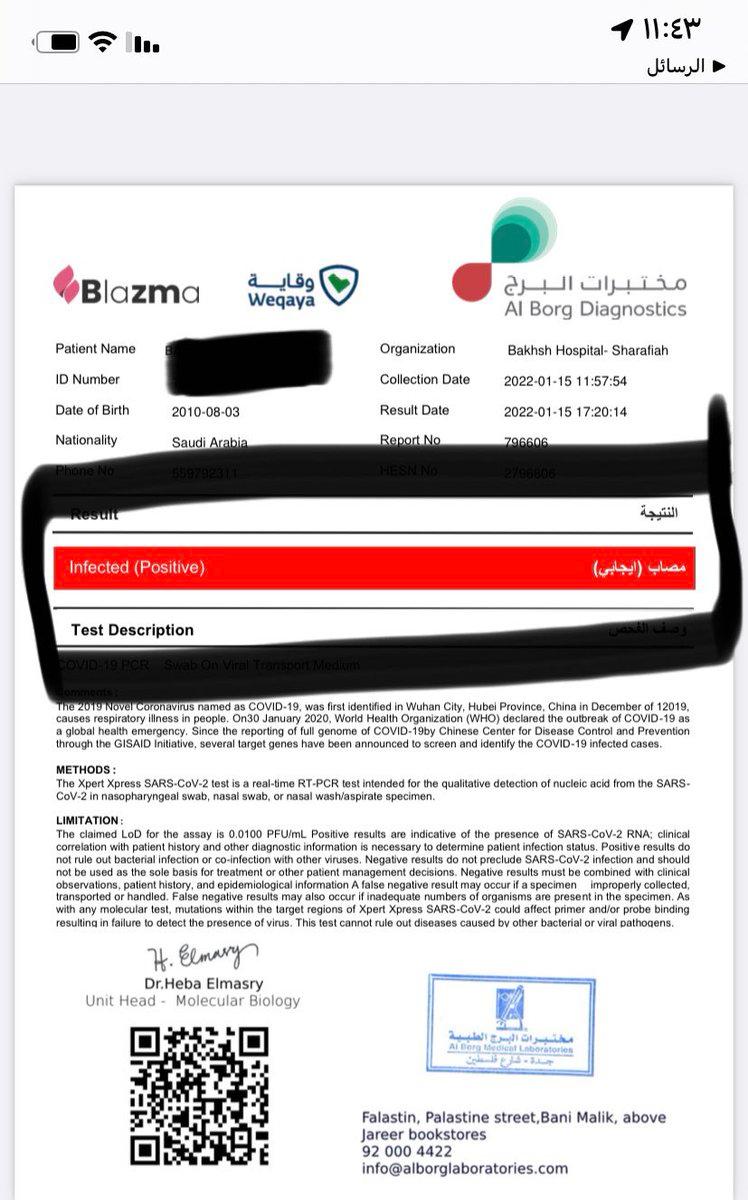 ١١:٤٣
الرسائل ◀
Blazma
وقاية
Weqaya
مختبرات البرج
Al Borg Diagnostics
Patient Name
Organization Bakhsh Hospital- Sharafiah
ID Number
Collection Date 2022-01-15 11:57:54
Date of Birth 2010-08-03
Result Date 2022-01-15 17:20:14
Nationality Saudi Arabia
Report No 796606
Phone No
HESN No
Result النتيجة
Infected (Positive) مصاب (ايجابي)
Test Description وصف الفحص
COVID-19 PCR Swab On Viral Transport Medium
Comments :
The 2019 Novel Coronavirus named as COVID-19, was first identified in Wuhan City, Hubei Province, China in December of 12019,
causes respiratory illness in people. On30 January 2020, World Health Organization (WHO) declared the outbreak of COVID-19 as
a global health emergency. Since the reporting of full genome of COVID-19by Chinese Center for Disease Control and Prevention
through the GISAID Initiative, several target genes have been announced to screen and identify the COVID-19 infected cases.
METHODS :
The Xpert Xpress SARS-CoV-2 test is a real-time RT-PCR test intended for the qualitative detection of nucleic acid from the SARS-
CoV-2 in nasopharyngeal swab, nasal swab, or nasal wash/aspirate specimen.
LIMITATION :
The claimed LoD for the assay is 0.0100 PFU/mL Positive results are indicative of the presence of SARS-CoV-2 RNA; clinical
correlation with patient history and other diagnostic information is necessary to determine patient infection status. Positive results do
not rule out bacterial infection or co-infection with other viruses. Negative results do not preclude SARS-CoV-2 infection and should
not be used as the sole basis for treatment or other patient management decisions. Negative results must be combined with clinical
observations, patient history, and epidemiological information A false negative result may occur if a specimen improperly collected,
transported or handled. False negative results may also occur if inadequate numbers of organisms are present in the specimen. As
with any molecular test, mutations within the target regions of Xpert Xpress SARS-CoV-2 could affect primer and/or probe binding
resulting in failure to detect the presence of virus. This test cannot rule out diseases caused by other bacterial or viral pathogens.
H. Elmasry
Dr.Heba Elmasry
Unit Head - Molecular Biology
مختبرات البرج الطبية
Al Borg Medical Laboratories
جدة - شارع فلسطين
Falastin, Palastine street,Bani Malik, above
Jareer bookstores
92 000 4422
info@alborglaboratories.com